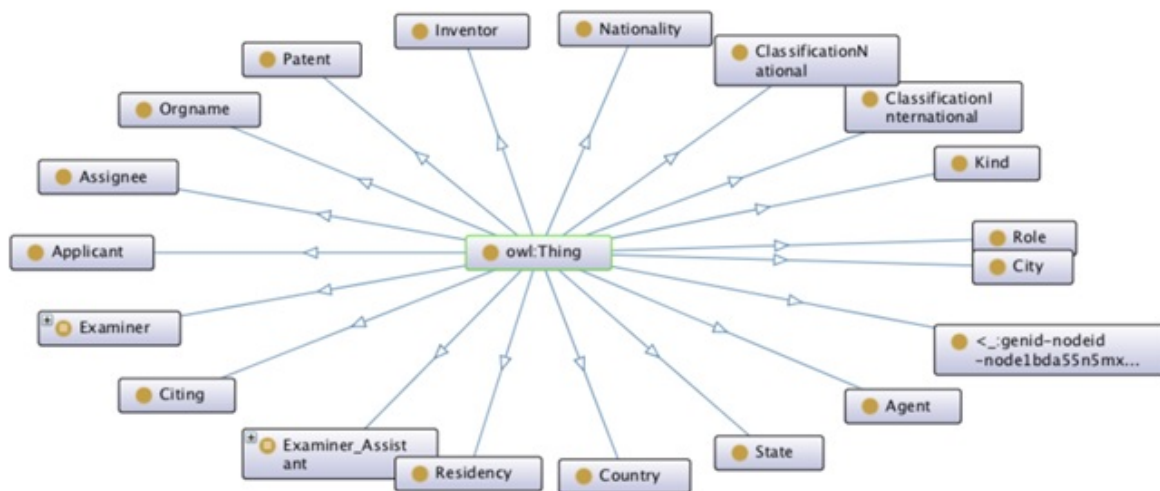 Inventor
Nationality
Patent
ClassificationN
ational
ClassificationI
nternational
Orgname
Kind
Assignee
Role
Applicant
owl:Thing
City
Examiner
<_:genid-nodeid
-node1bda55n5mx...
Citing
Agent
Examiner_Assist
ant
State
Residency
Country